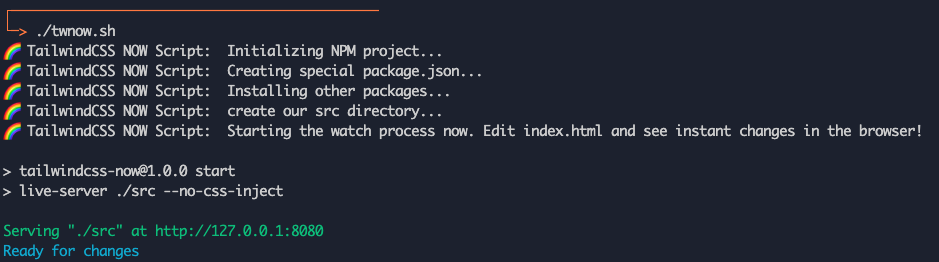 └─> ./twnow.sh
🌈 TailwindCSS NOW Script:  Initializing NPM project...
🌈 TailwindCSS NOW Script:  Creating special package.json...
🌈 TailwindCSS NOW Script:  Installing other packages...
🌈 TailwindCSS NOW Script:  create our src directory...
🌈 TailwindCSS NOW Script:  Starting the watch process now. Edit index.html and see instant changes in the browser!
> tailwindcss-now@1.0.0 start
> live-server ./src --no-css-inject
Serving "./src" at http://127.0.0.1:8080
Ready for changes